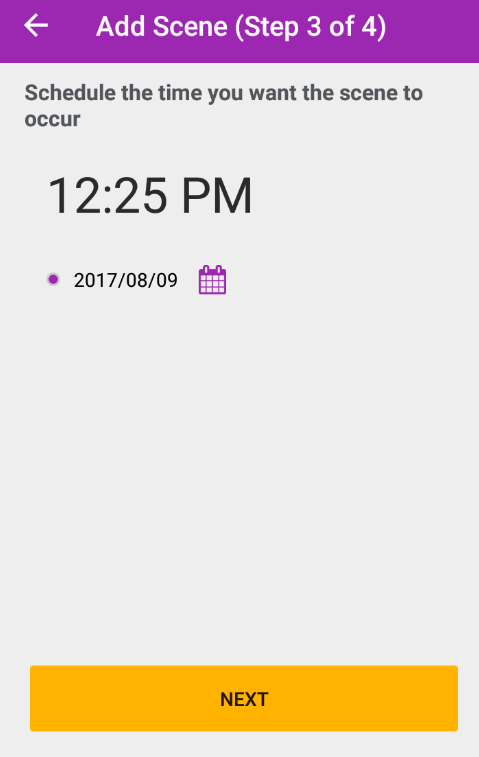 Add Scene (Step 3 of 4)
Schedule the time you want the scene to
occur
12:25 PM
2017/08/09
NEXT